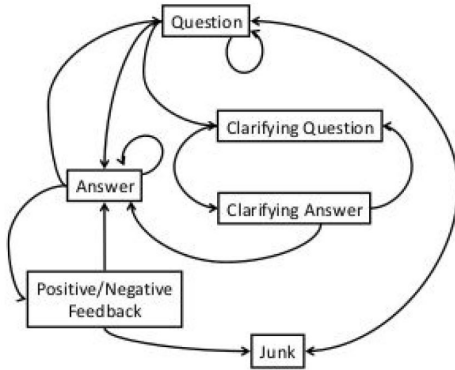 Question
Clarifying Question
Answer
Clarifying Answer
Positive/Negative
Feedback
Junk